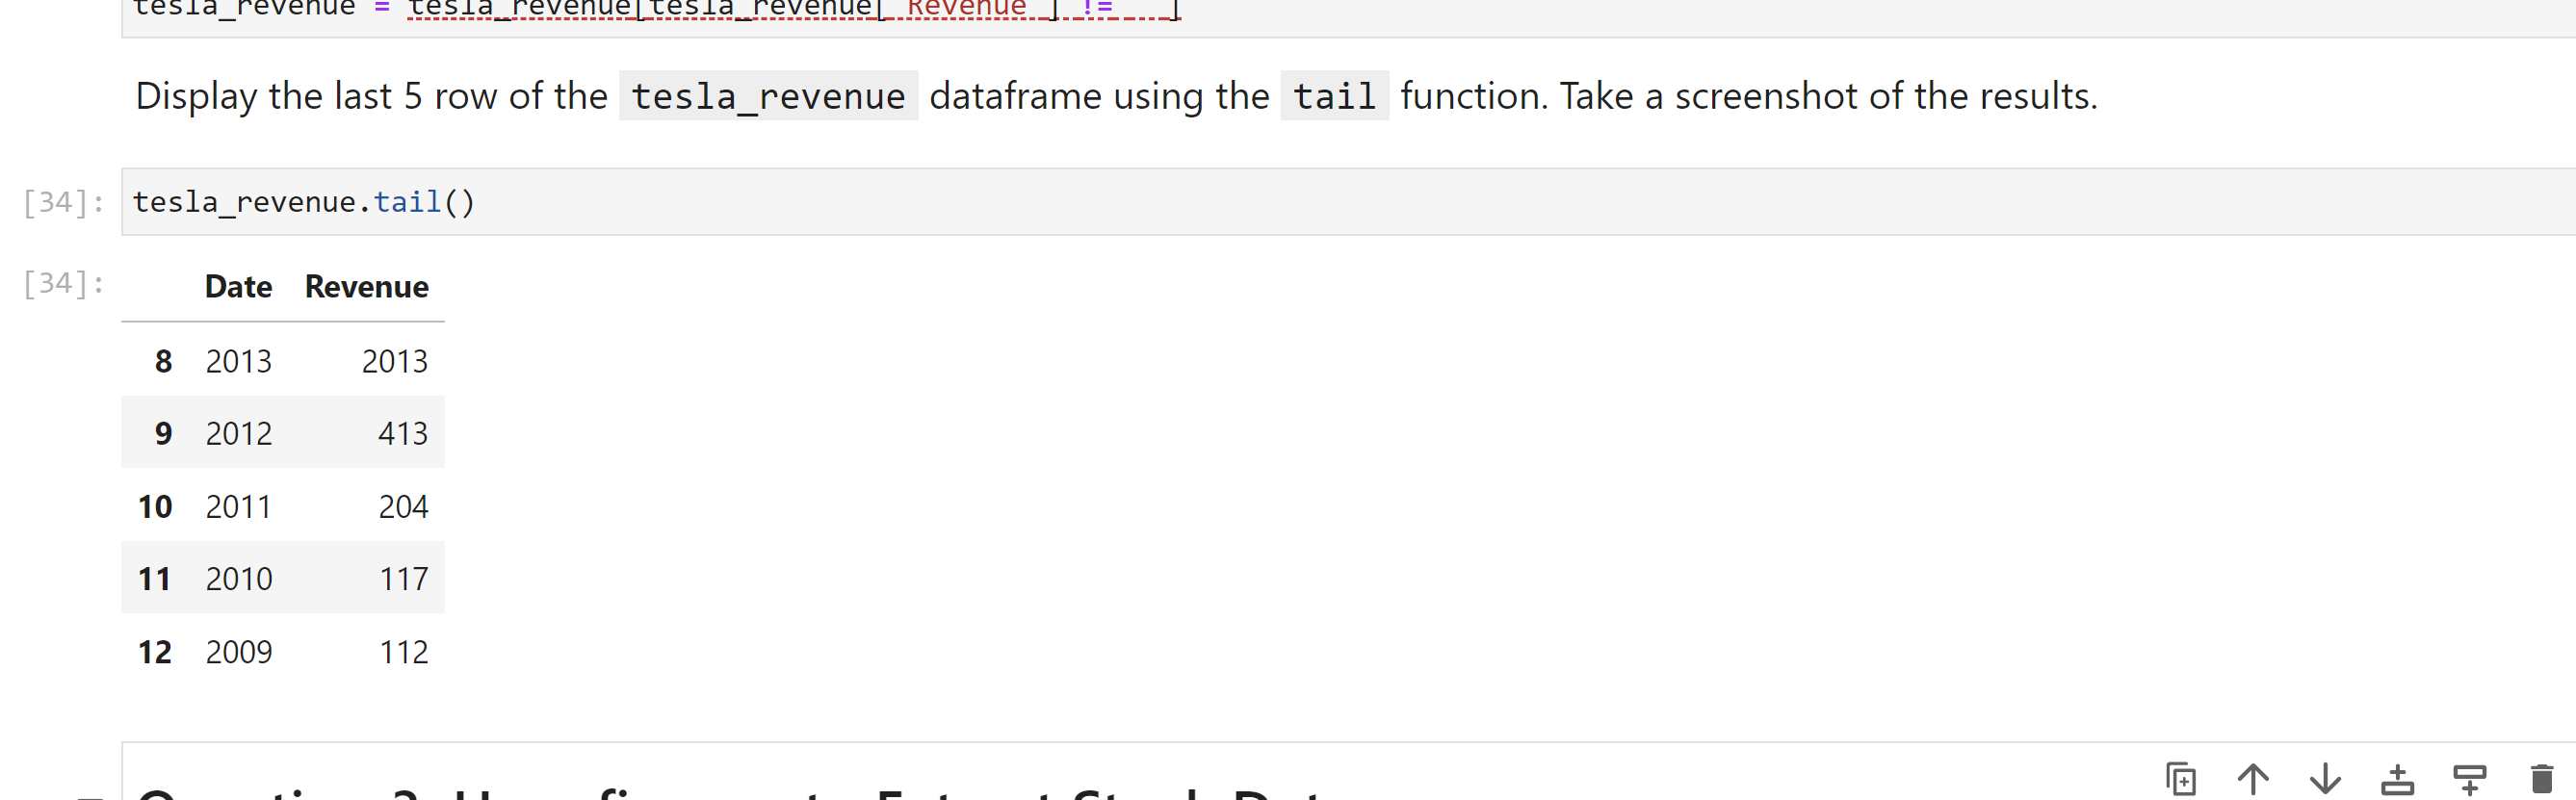 tesla_revenue = tesla_revenue[tesla_revenue[ Revenue ] != ]
Display the last 5 row of the tesla_revenue dataframe using the tail function. Take a screenshot of the results.
[34]: tesla_revenue.tail()
[34]: Date Revenue
8 2013 2013
9 2012 413
10 2011 204
11 2010 117
12 2009 112